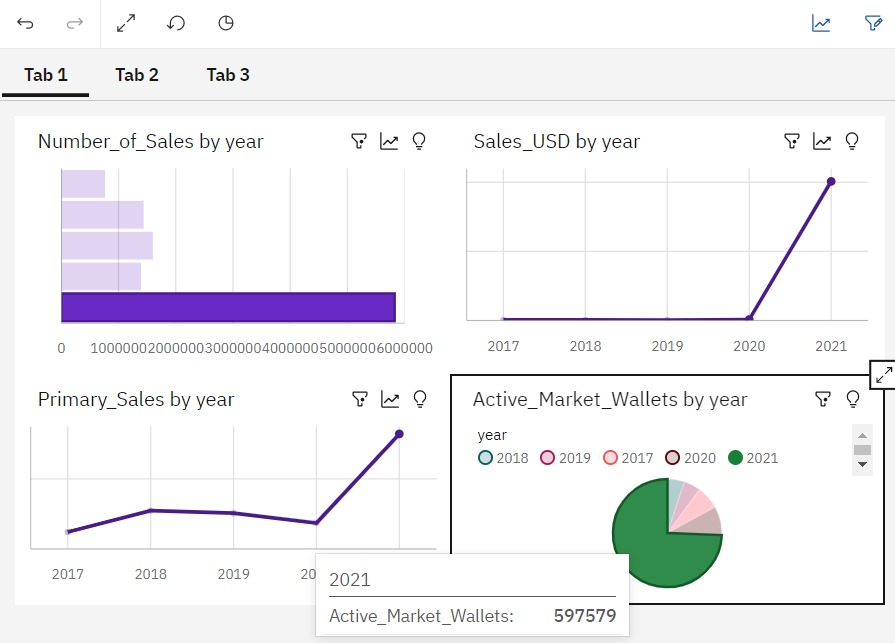 Tab 1 Tab 2 Tab 3
Number_of_Sales by year
0 1000000 2000000 3000000 4000000 5000000 6000000
Sales_USD by year
2017 2018 2019 2020 2021
Primary_Sales by year
2017 2018 2019 20
Active_Market_Wallets by year
year
2018 2019 2017 2020 2021
2021
Active_Market_Wallets: 597579